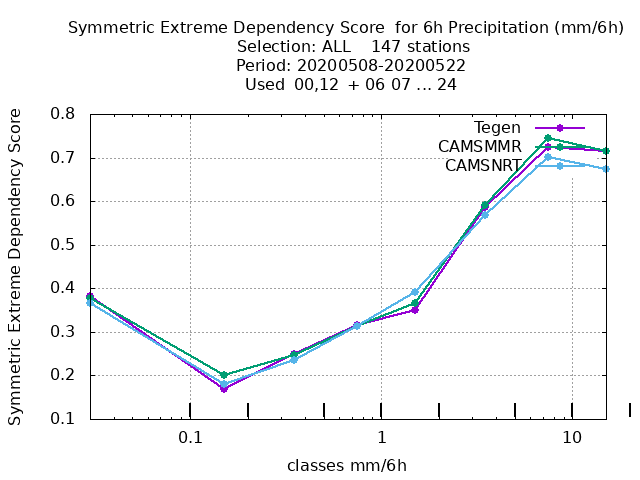 Symmetric Extreme Dependency Score  for 6h Precipitation (mm/6h)
Selection: ALL    147 stations
Period: 20200508-20200522
Used  00,12  + 06 07 ... 24
Symmetric Extreme Dependency Score
0.8
0.7
0.6
0.5
0.4
0.3
0.2
0.1
Tegen
CAMSMMR
CAMSNRT
0.1
1
10
classes mm/6h